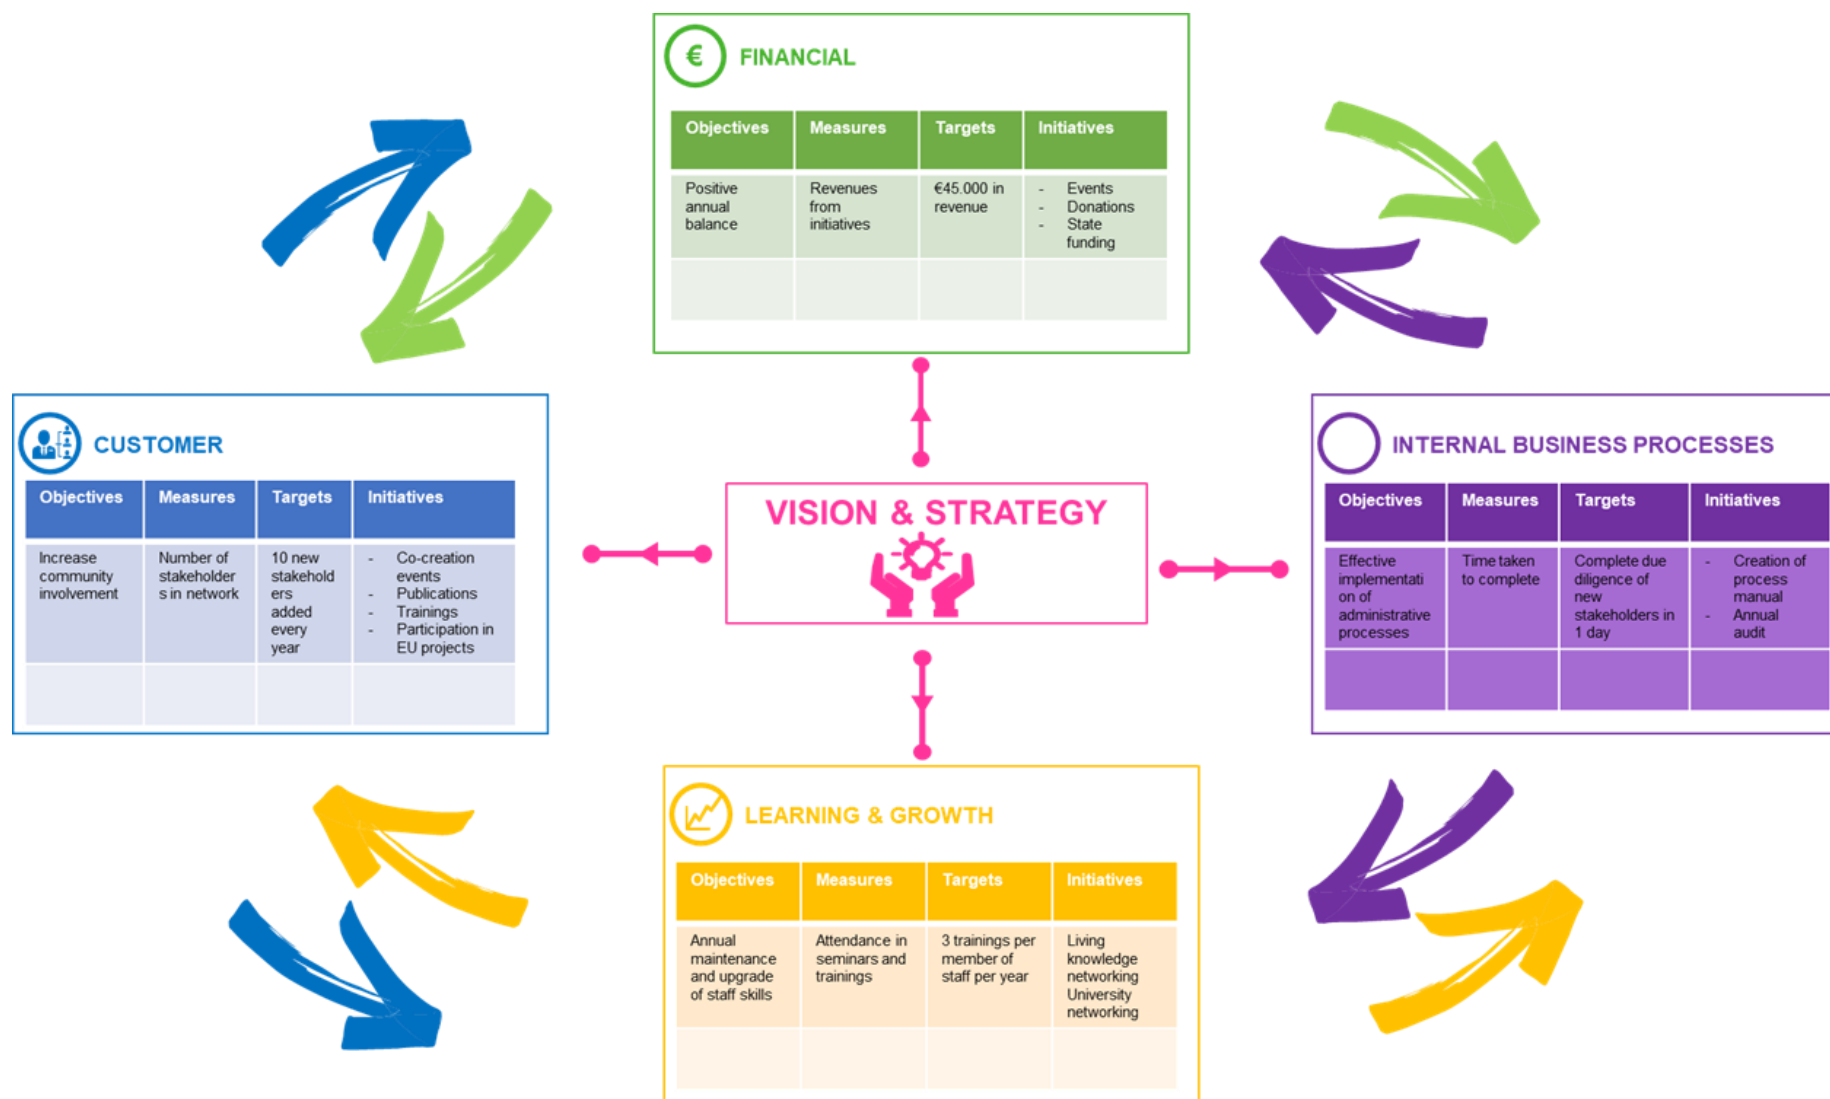 € FINANCIAL
Objectives Measures Targets Initiatives
Positive
annual
balance
Revenues
from
initiatives
€45.000 in
revenue
- Events
- Donations
- State
funding
CUSTOMER
Objectives Measures Targets Initiatives
Increase
community
involvement
Number of
stakeholder
s in network
10 new
stakehold
ers
added
every
year
- Co-creation
events
- Publications
- Trainings
- Participation in
EU projects
VISION & STRATEGY
INTERNAL BUSINESS PROCESSES
Objectives Measures Targets Initiatives
Effective
implementati
on of
administrative
processes
Time taken
to complete
Complete due
diligence of
new
stakeholders in
1 day
- Creation of
process
manual
- Annual
audit
LEARNING & GROWTH
Objectives Measures Targets Initiatives
Annual
maintenance
and upgrade
of staff skills
Attendance in
seminars and
trainings
3 trainings per
member of
staff per year
Living
knowledge
networking
University
networking